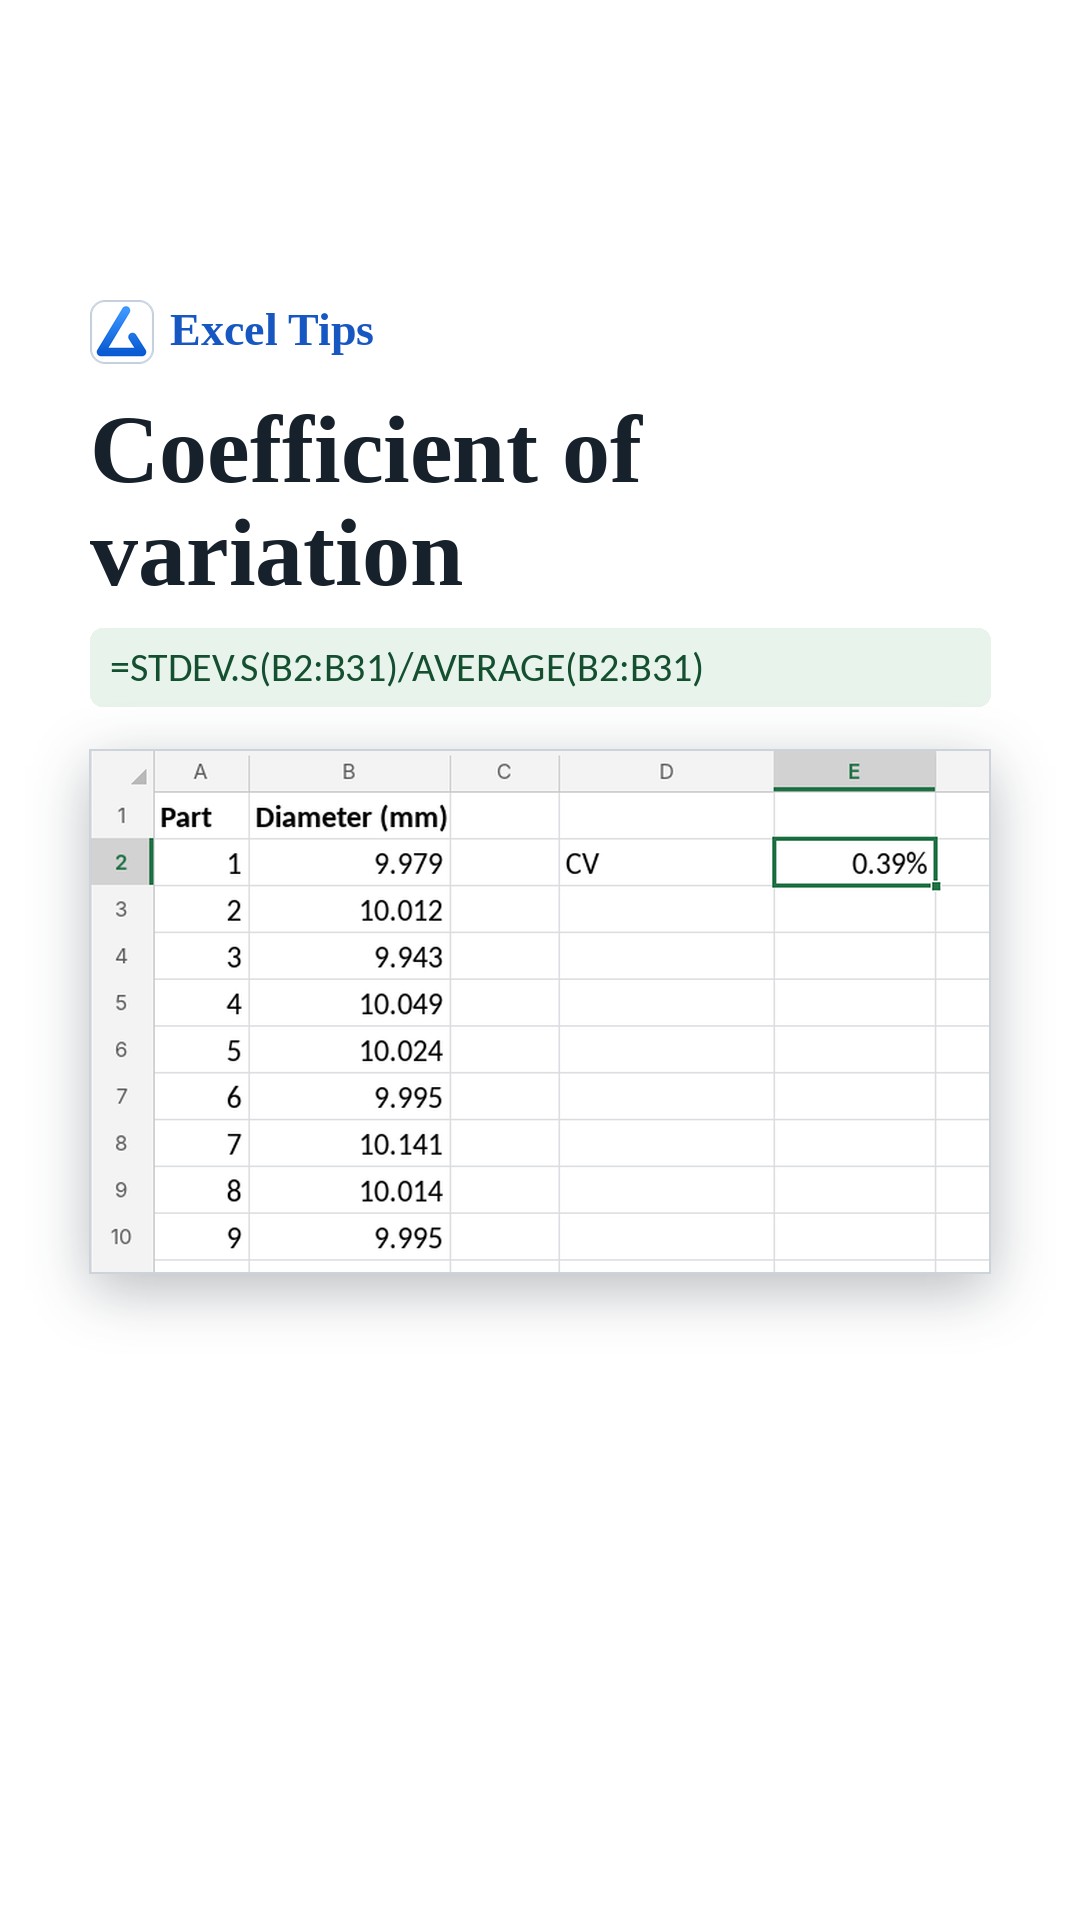 Excel Tips
Coefficient of
variation
=STDEV.S(B2:B31)/AVERAGE(B2:B31)
A B C D E
1 Part Diameter (mm)
2 1 9.979 CV 0.39%
3 2 10.012
4 3 9.943
5 4 10.049
6 5 10.024
7 6 9.995
8 7 10.141
9 8 10.014
10 9 9.995